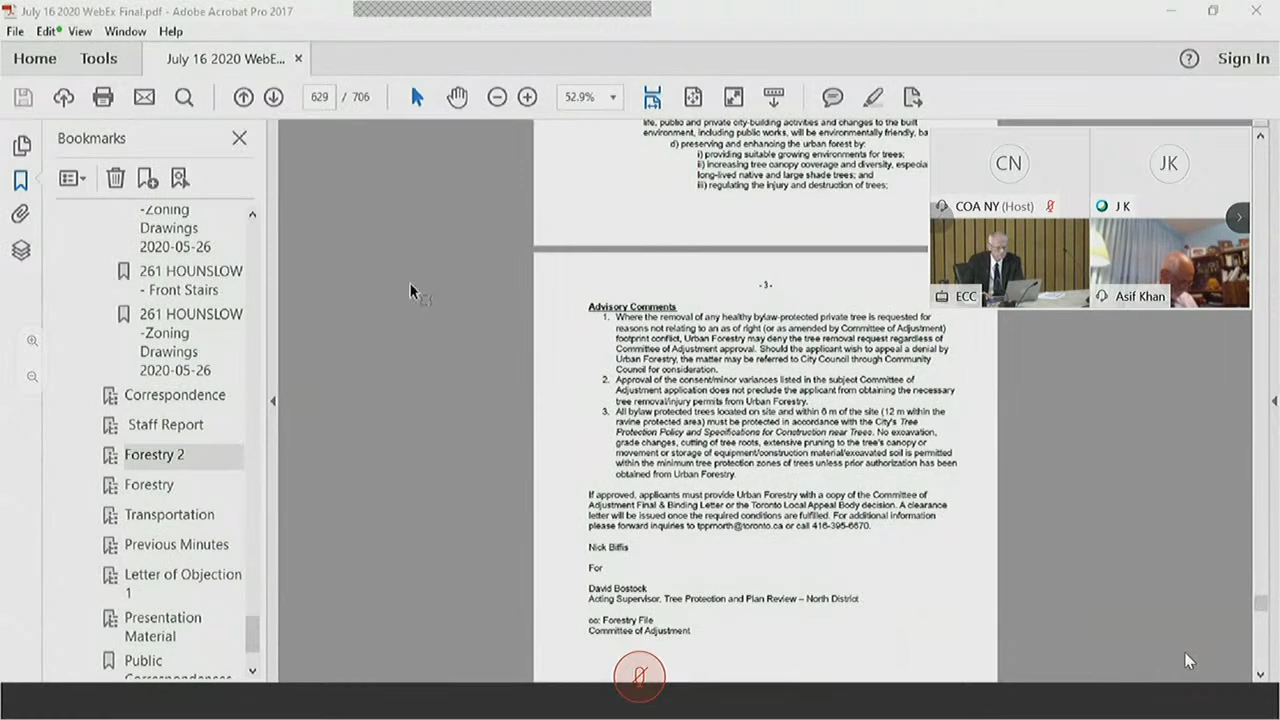 July 16 2020 WebEx Final.pdf - Adobe Acrobat Pro 2017
File Edit View Window Help
Home Tools July 16 2020 WebE... × Sign In
629 / 706 52.9%
Bookmarks
-Zoning
Drawings
2020-05-26
261 HOUNSLOW
- Front Stairs
261 HOUNSLOW
-Zoning
Drawings
2020-05-26
Correspondence
Staff Report
Forestry 2
Forestry
Transportation
Previous Minutes
Letter of Objection
1
Presentation
Material
Public
life, public and private city-building activities and changes to the built
environment, including public works, will be environmentally friendly, ba
d) preserving and enhancing the urban forest by:
i) providing suitable growing environments for trees;
ii) increasing tree canopy coverage and diversity, especia
long-lived native and large shade trees; and
iii) regulating the injury and destruction of trees;
- 3 -
Advisory Comments
1. Where the removal of any healthy bylaw-protected private tree is requested for
reasons not relating to an as of right (or as amended by Committee of Adjustment)
footprint conflict, Urban Forestry may deny the tree removal request regardless of
Committee of Adjustment approval. Should the applicant wish to appeal a denial by
Urban Forestry, the matter may be referred to City Council through Community
Council for consideration.
2. Approval of the consent/minor variances listed in the subject Committee of
Adjustment application does not preclude the applicant from obtaining the necessary
tree removal/injury permits from Urban Forestry.
3. All bylaw protected trees located on site and within 6 m of the site (12 m within the
ravine protected area) must be protected in accordance with the City's Tree
Protection Policy and Specifications for Construction near Trees. No excavation,
grade changes, cutting of tree roots, extensive pruning to the tree's canopy or
movement or storage of equipment/construction material/excavated soil is permitted
within the minimum tree protection zones of trees unless prior authorization has been
obtained from Urban Forestry.
If approved, applicants must provide Urban Forestry with a copy of the Committee of
Adjustment Final & Binding Letter or the Toronto Local Appeal Body decision. A clearance
letter will be issued once the required conditions are fulfilled. For additional information
please forward inquiries to tpprnorth@toronto.ca or call 416-395-6670.
Nick Biffis
For
David Bostock
Acting Supervisor, Tree Protection and Plan Review – North District
cc: Forestry File
Committee of Adjustment
CN
JK
COA NY (Host)
J K
ECC
Asif Khan